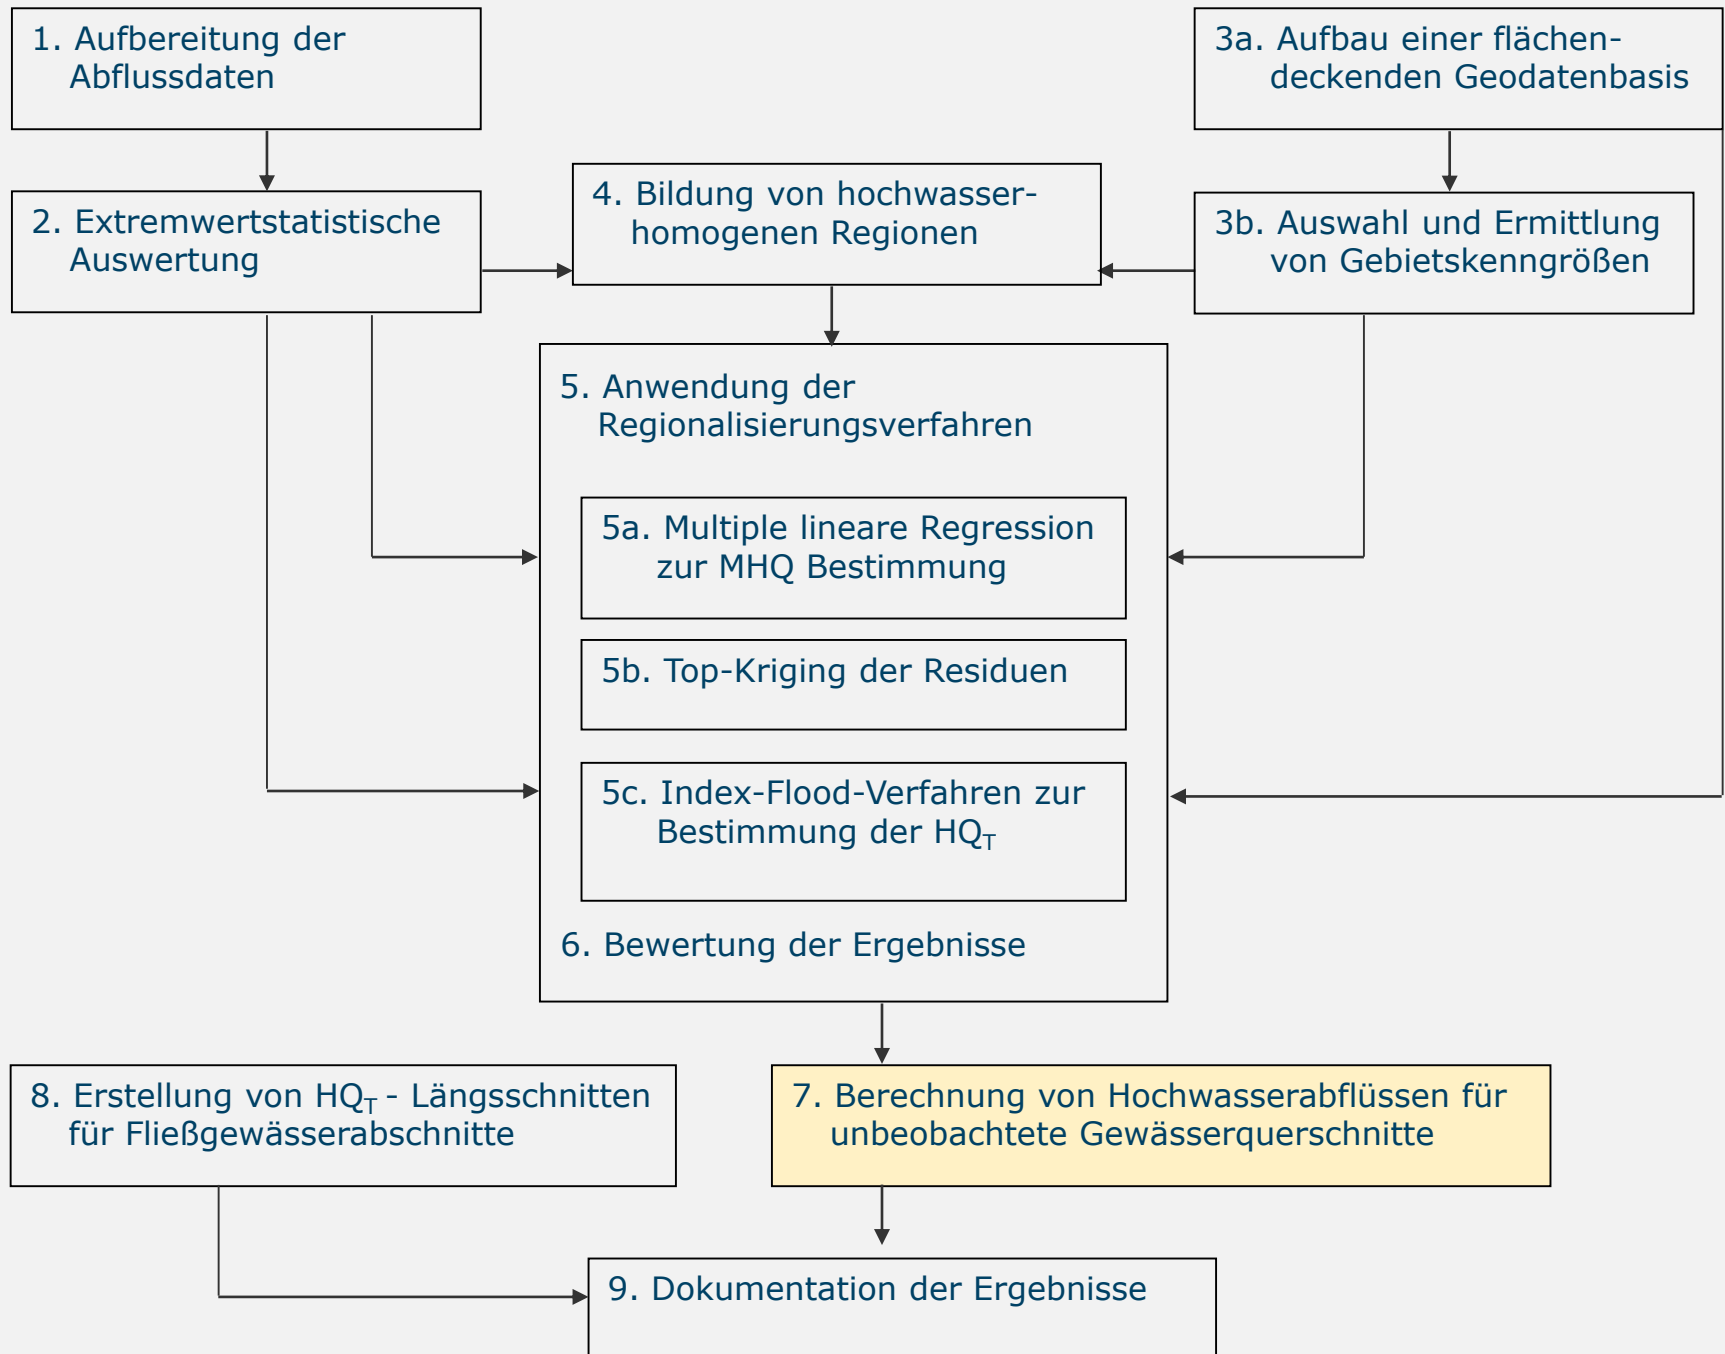 1. Aufbereitung der
Abflussdaten
3a. Aufbau einer flächen-
deckenden Geodatenbasis
2. Extremwertstatistische
Auswertung
4. Bildung von hochwasser-
homogenen Regionen
3b. Auswahl und Ermittlung
von Gebietskenngrößen
5. Anwendung der
Regionalisierungsverfahren
5a. Multiple lineare Regression
zur MHQ Bestimmung
5b. Top-Kriging der Residuen
5c. Index-Flood-Verfahren zur
Bestimmung der HQT
6. Bewertung der Ergebnisse
8. Erstellung von HQT - Längsschnitten
für Fließgewässerabschnitte
7. Berechnung von Hochwasserabflüssen für
unbeobachtete Gewässerquerschnitte
9. Dokumentation der Ergebnisse